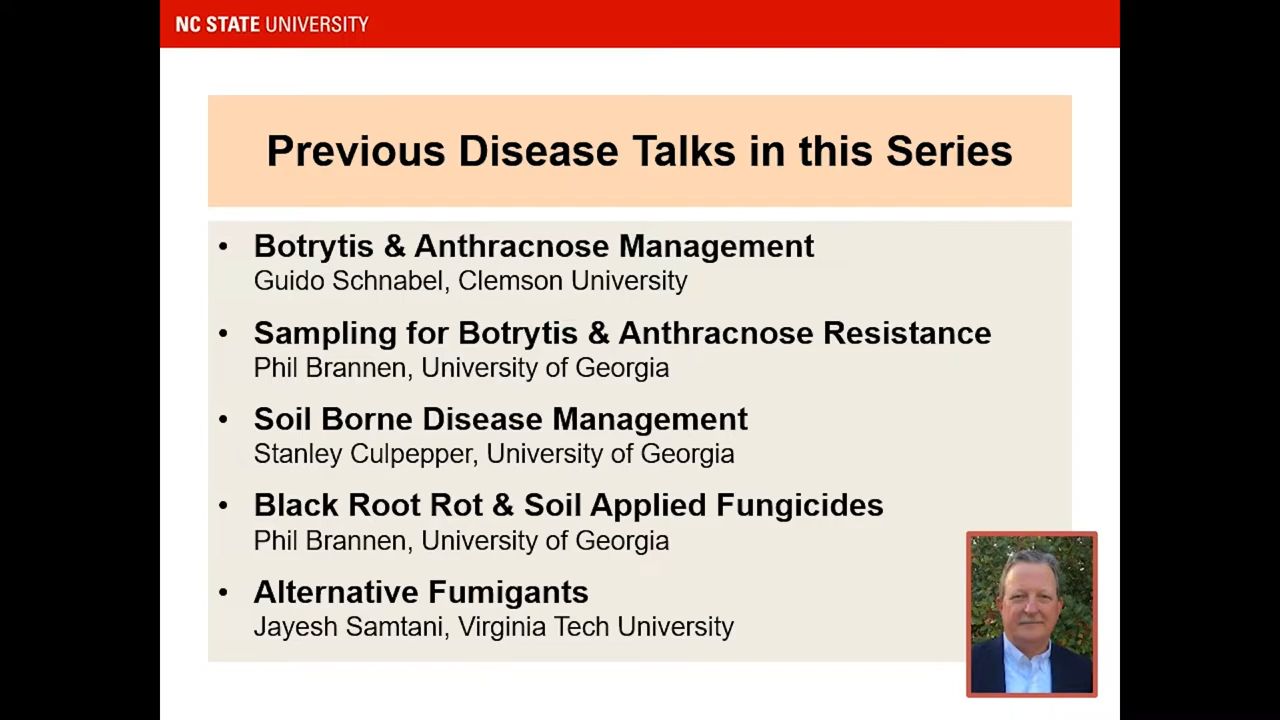 NC STATE UNIVERSITY
Previous Disease Talks in this Series
• Botrytis & Anthracnose Management
Guido Schnabel, Clemson University
• Sampling for Botrytis & Anthracnose Resistance
Phil Brannen, University of Georgia
• Soil Borne Disease Management
Stanley Culpepper, University of Georgia
• Black Root Rot & Soil Applied Fungicides
Phil Brannen, University of Georgia
• Alternative Fumigants
Jayesh Samtani, Virginia Tech University